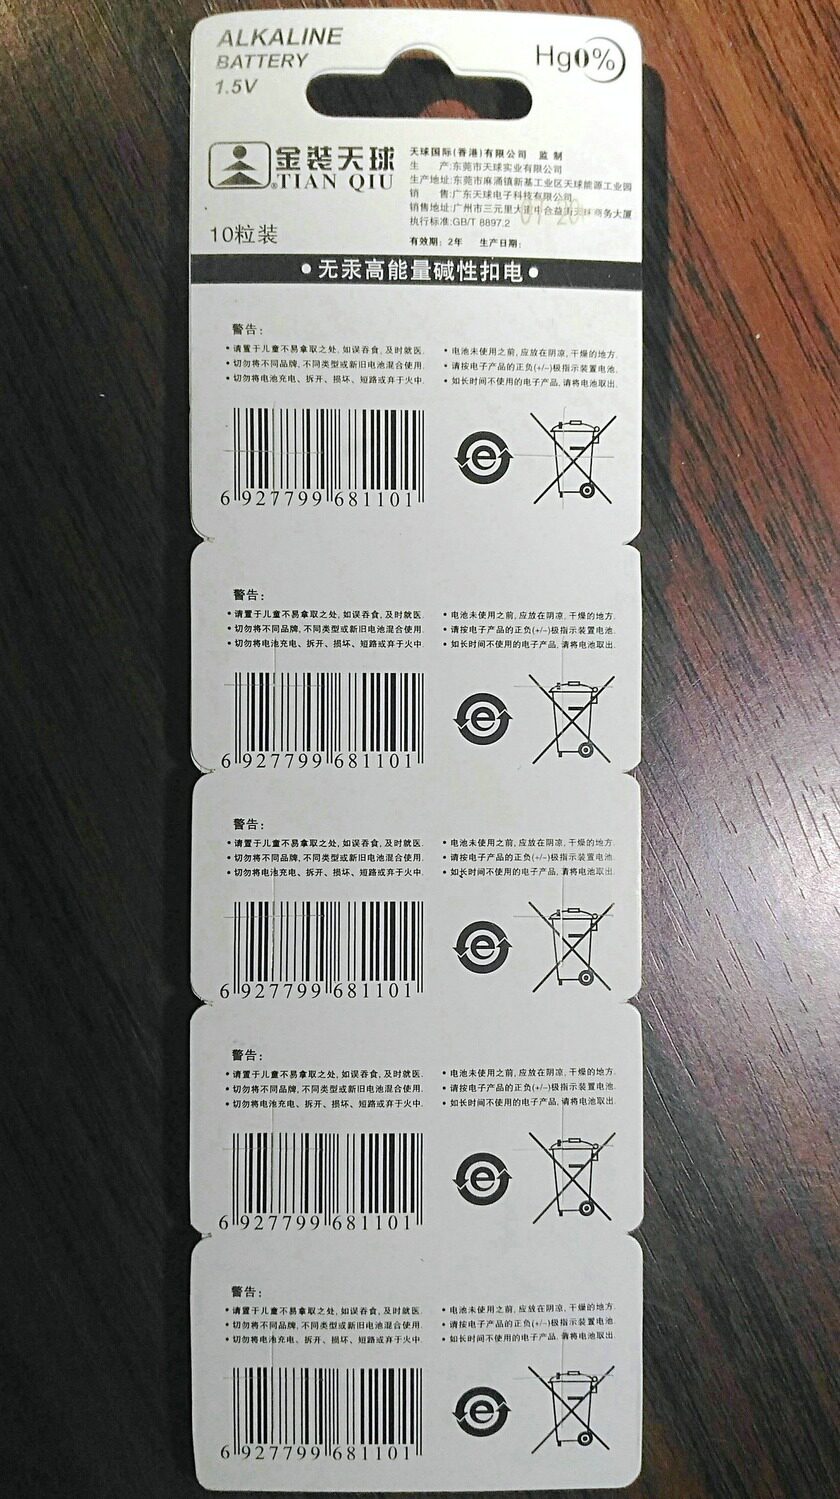 ALKALINE
BATTERY
1.5V
Hg0%
金装天球
®TIAN QIU
10粒装
天球国际(香港)有限公司 监制
生 产:东莞市天球实业有限公司
生产地址:东莞市麻涌镇新基工业区天球能源工业园
销 售:广东天球电子科技有限公司
销售地址:广州市三元里大道中合益街天球商务大厦
执行标准:GB/T 8897.2
有效期: 2年 生产日期:
•无汞高能量碱性扣电•
警告:
•请置于儿童不易拿取之处, 如误吞食, 及时就医.
•切勿将不同品牌, 不同类型或新旧电池混合使用.
•切勿将电池充电、拆开、损坏、短路或弃于火中.
•电池未使用之前, 应放在阴凉, 干燥的地方.
•请按电子产品的正负(+/−)极指示装置电池.
•如长时间不使用的电子产品, 请将电池取出.
6 927799 681101
e
警告:
•请置于儿童不易拿取之处, 如误吞食, 及时就医.
•切勿将不同品牌, 不同类型或新旧电池混合使用.
•切勿将电池充电、拆开、损坏、短路或弃于火中.
•电池未使用之前, 应放在阴凉, 干燥的地方.
•请按电子产品的正负(+/−)极指示装置电池.
•如长时间不使用的电子产品, 请将电池取出.
6 927799 681101
e
警告:
•请置于儿童不易拿取之处, 如误吞食, 及时就医.
•切勿将不同品牌, 不同类型或新旧电池混合使用.
•切勿将电池充电、拆开、损坏、短路或弃于火中.
•电池未使用之前, 应放在阴凉, 干燥的地方.
•请按电子产品的正负(+/−)极指示装置电池.
•如长时间不使用的电子产品, 请将电池取出.
6 927799 681101
e
警告:
•请置于儿童不易拿取之处, 如误吞食, 及时就医.
•切勿将不同品牌, 不同类型或新旧电池混合使用.
•切勿将电池充电、拆开、损坏、短路或弃于火中.
•电池未使用之前, 应放在阴凉, 干燥的地方.
•请按电子产品的正负(+/−)极指示装置电池.
•如长时间不使用的电子产品, 请将电池取出.
6 927799 681101
e
警告:
•请置于儿童不易拿取之处, 如误吞食, 及时就医.
•切勿将不同品牌, 不同类型或新旧电池混合使用.
•切勿将电池充电、拆开、损坏、短路或弃于火中.
•电池未使用之前, 应放在阴凉, 干燥的地方.
•请按电子产品的正负(+/−)极指示装置电池.
•如长时间不使用的电子产品, 请将电池取出.
6 927799 681101
e